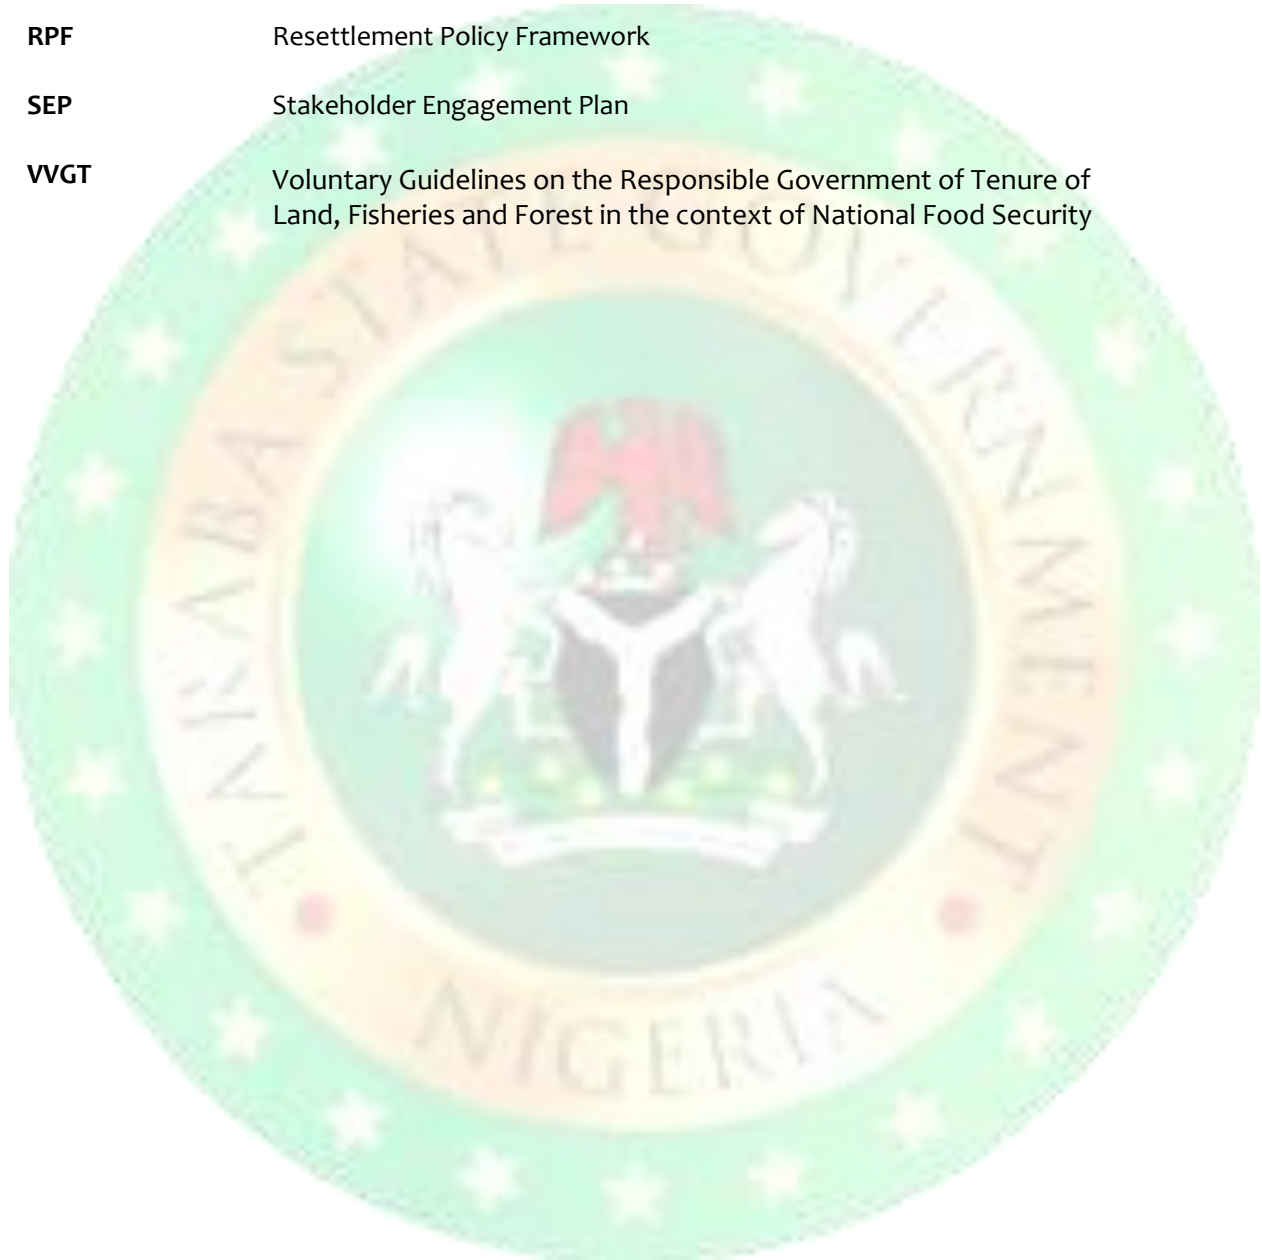 RPF Resettlement Policy Framework
SEP Stakeholder Engagement Plan
VVGT Voluntary Guidelines on the Responsible Government of Tenure of
Land, Fisheries and Forest in the context of National Food Security
TARABA STATE GOVERNMENT
NIGERIA